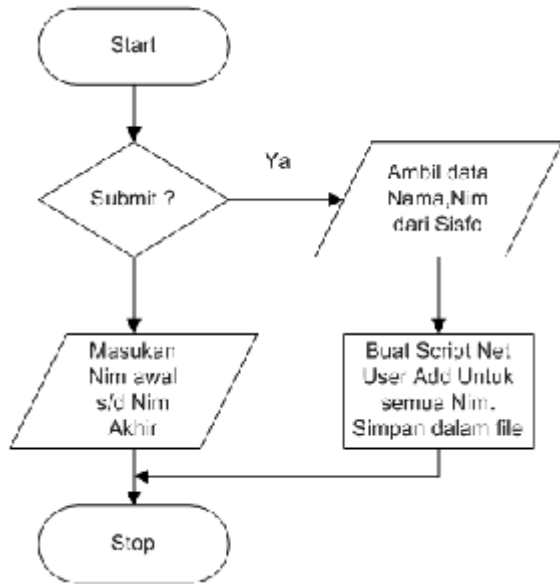 Start
Submit ?
Ya
Ambil data
Nama,Nim
dari Sisfo
Masukan
Nim awal
s/d Nim
Akhir
Buat Script Net
User Add Untuk
semua Nim.
Simpan dalam file
Stop